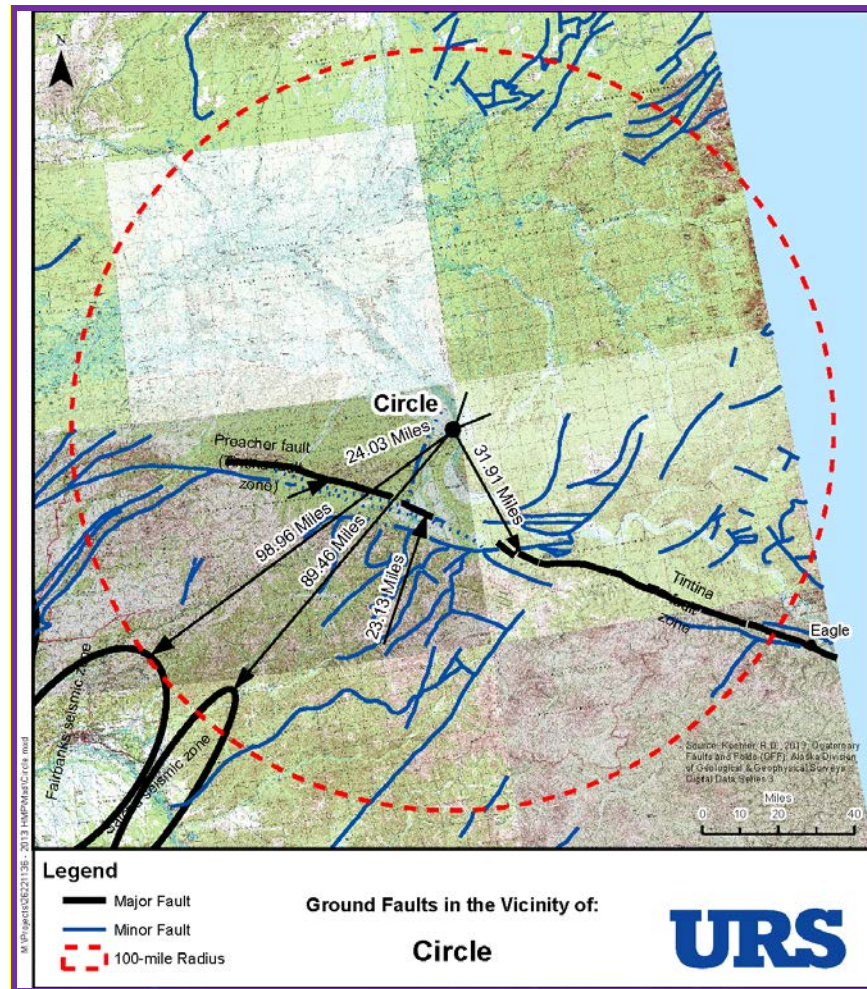 N
Circle
Preacher fault
zone)
24.03 Miles
31.91 Miles
98.96 Miles
89.46 Miles
23.13 Miles
Tintina
fault
zone
Eagle
Fairbanks seismic zone
seismic zone
Source: Koehler, R.D., 2013, Quaternary
Faults and Folds (QFF): Alaska Division
of Geological & Geophysical Surveys
Digital Data Series 3
Miles
0 10 20 40
Legend
Major Fault
Minor Fault
100-mile Radius
Ground Faults in the Vicinity of:
Circle
URS